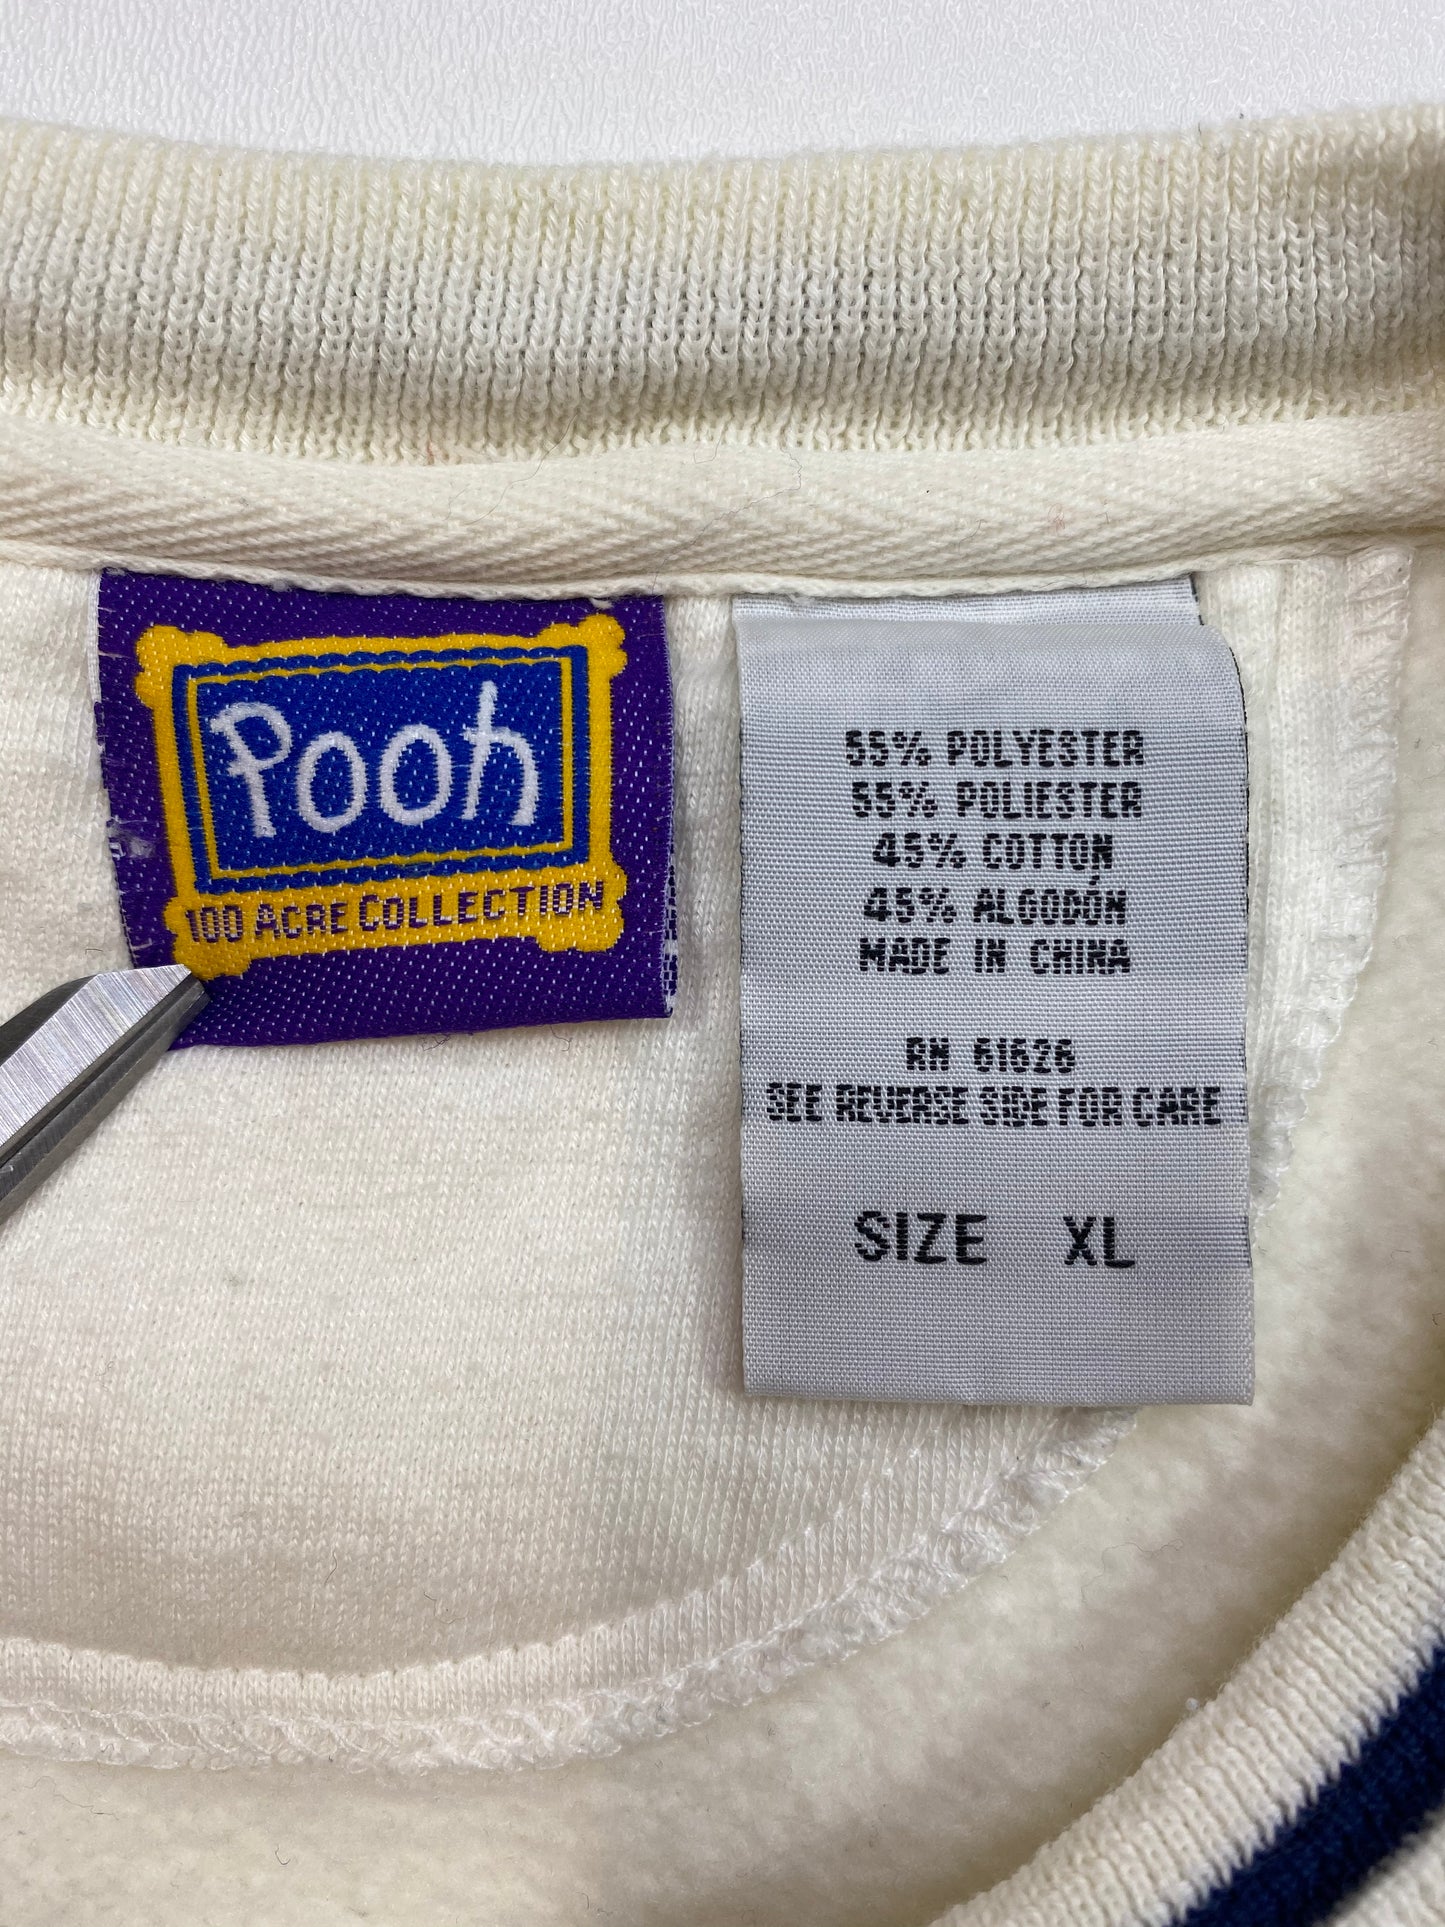 Pooh
100 ACRE COLLECTION
55% POLYESTER
55% POLIESTER
45% COTTON
45% ALGODÓN
MADE IN CHINA
RN 61626
SEE REVERSE SIDE FOR CARE
SIZE XL